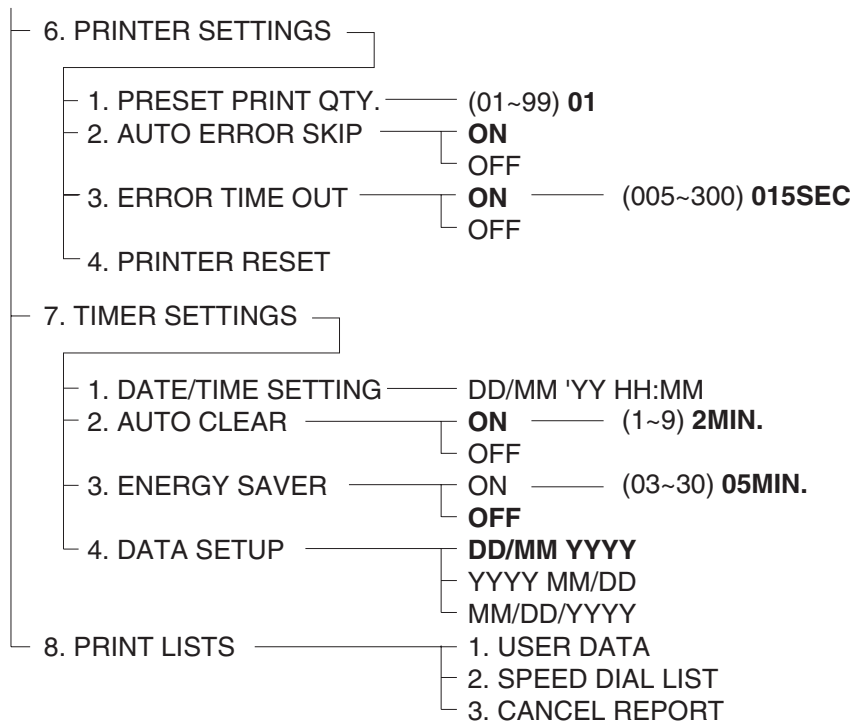 6. PRINTER SETTINGS
1. PRESET PRINT QTY. (01~99) 01
2. AUTO ERROR SKIP ON
OFF
3. ERROR TIME OUT ON (005~300) 015SEC
OFF
4. PRINTER RESET
7. TIMER SETTINGS
1. DATE/TIME SETTING DD/MM 'YY HH:MM
2. AUTO CLEAR ON (1~9) 2MIN.
OFF
3. ENERGY SAVER ON (03~30) 05MIN.
OFF
4. DATA SETUP DD/MM YYYY
YYYY MM/DD
MM/DD/YYYY
8. PRINT LISTS 1. USER DATA
2. SPEED DIAL LIST
3. CANCEL REPORT